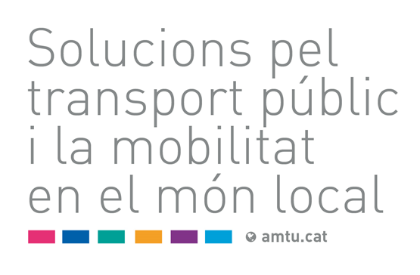 Solucions pel
transport públic
i la mobilitat
en el món local
amtu.cat